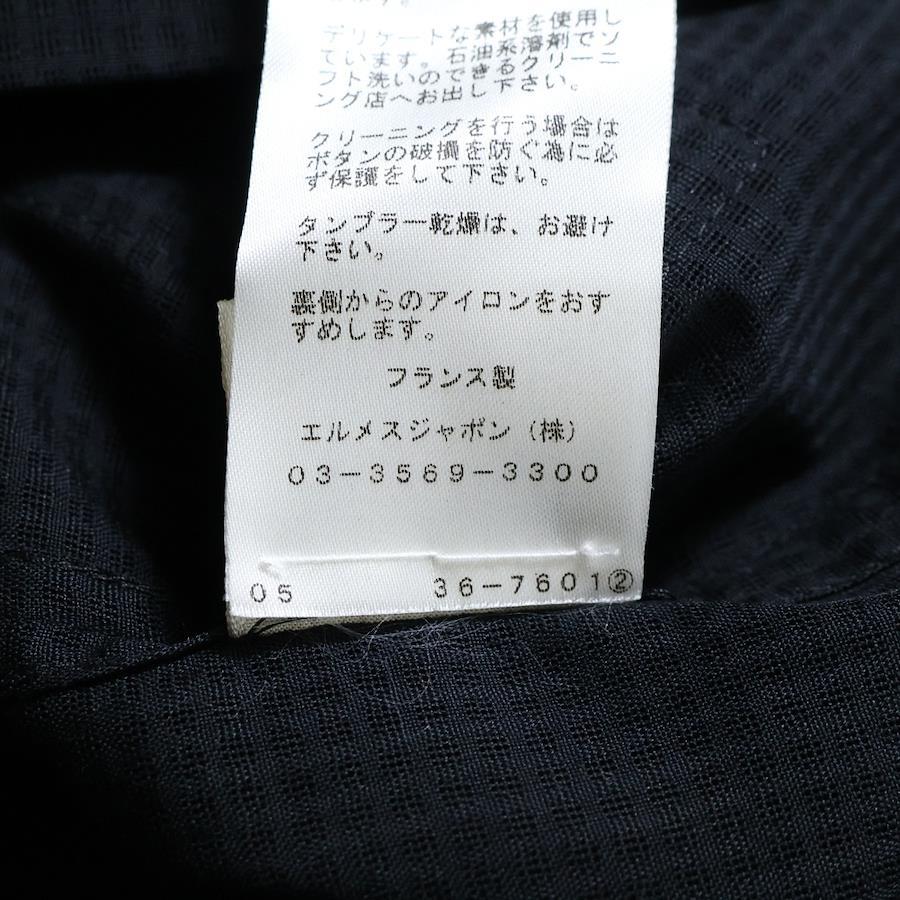 デリケートな素材を使用し
ています。石油系溶剤でソ
フト洗いのできるクリーニ
ング店へお出し下さい。
クリーニングを行う場合は
ボタンの破損を防ぐ為に必
ず保護をして下さい。
タンブラー乾燥は、お避け
下さい。
裏側からのアイロンをおす
すめします。
フランス製
エルメスジャポン（株）
03-3569-3300
05 36-7601②